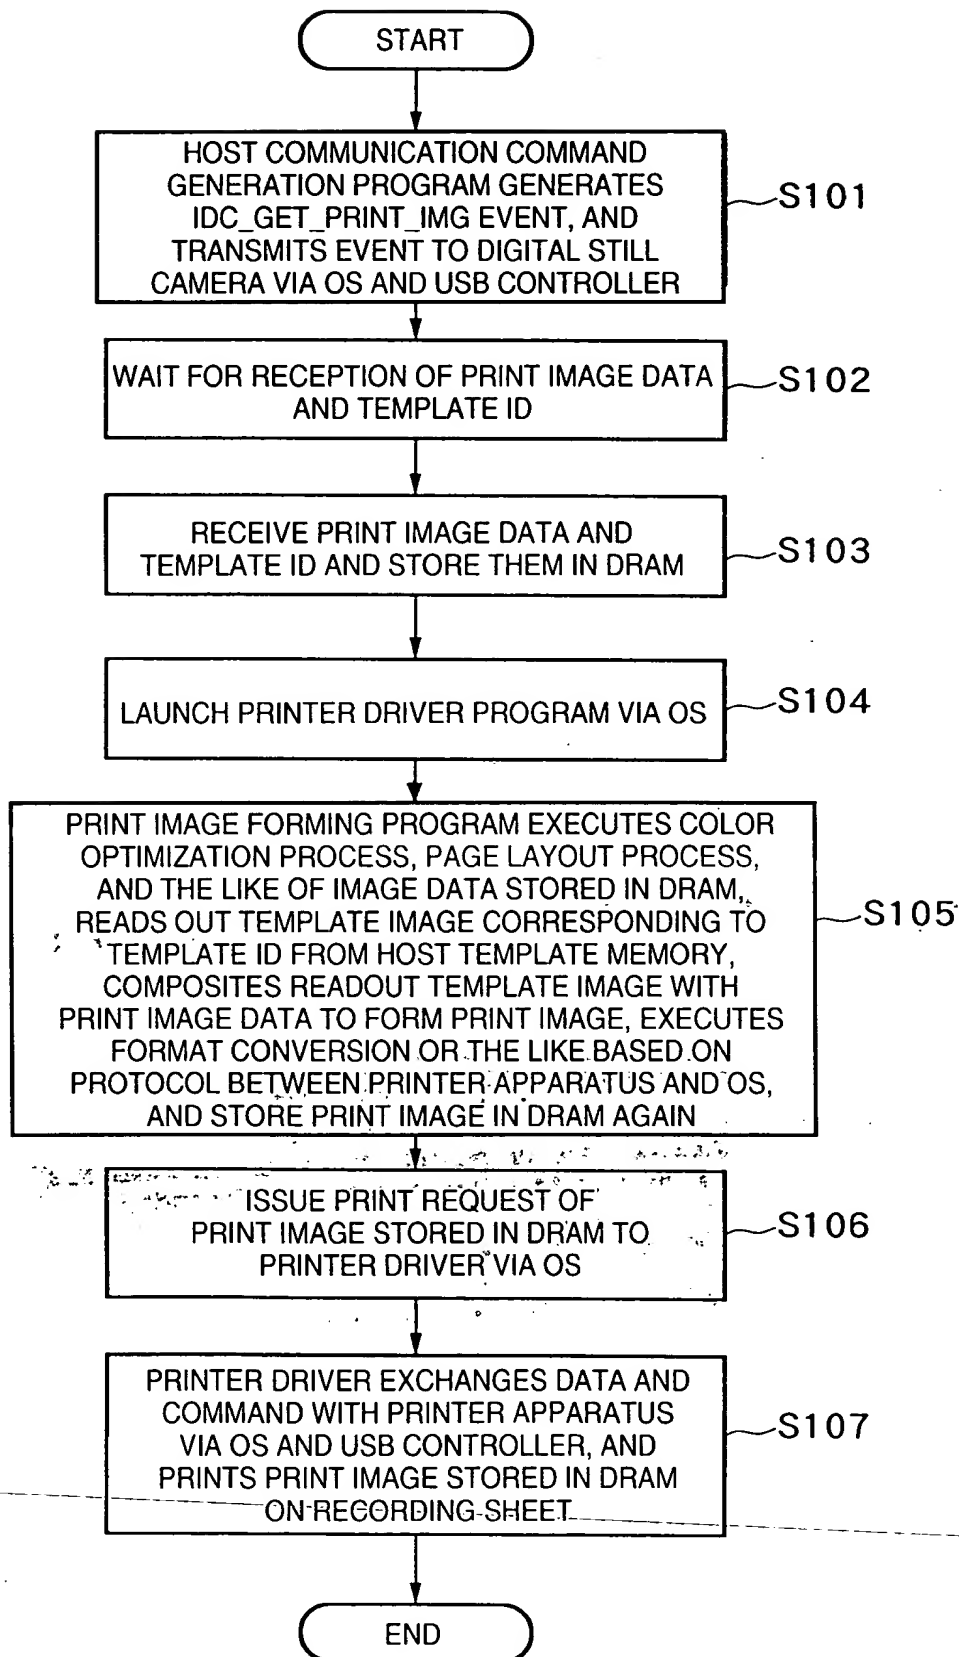 START
HOST COMMUNICATION COMMAND
GENERATION PROGRAM GENERATES
IDC_GET_PRINT_IMG EVENT, AND
TRANSMITS EVENT TO DIGITAL STILL
CAMERA VIA OS AND USB CONTROLLER
S101
WAIT FOR RECEPTION OF PRINT IMAGE DATA
AND TEMPLATE ID
S102
RECEIVE PRINT IMAGE DATA AND
TEMPLATE ID AND STORE THEM IN DRAM
S103
LAUNCH PRINTER DRIVER PROGRAM VIA OS
S104
PRINT IMAGE FORMING PROGRAM EXECUTES COLOR
OPTIMIZATION PROCESS, PAGE LAYOUT PROCESS,
AND THE LIKE OF IMAGE DATA STORED IN DRAM,
READS OUT TEMPLATE IMAGE CORRESPONDING TO
TEMPLATE ID FROM HOST TEMPLATE MEMORY,
COMPOSITES READOUT TEMPLATE IMAGE WITH
PRINT IMAGE DATA TO FORM PRINT IMAGE, EXECUTES
FORMAT CONVERSION OR THE LIKE BASED ON
PROTOCOL BETWEEN PRINTER APPARATUS AND OS,
AND STORE PRINT IMAGE IN DRAM AGAIN
S105
ISSUE PRINT REQUEST OF
PRINT IMAGE STORED IN DRAM TO
PRINTER DRIVER VIA OS
S106
PRINTER DRIVER EXCHANGES DATA AND
COMMAND WITH PRINTER APPARATUS
VIA OS AND USB CONTROLLER, AND
PRINTS PRINT IMAGE STORED IN DRAM
ON RECORDING SHEET
S107
END